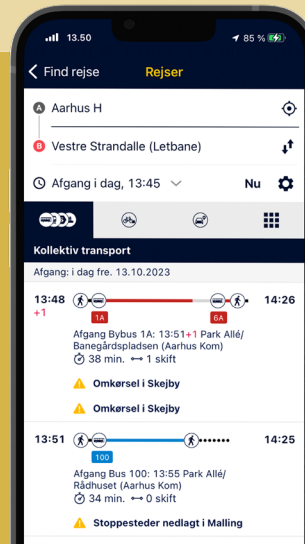 13.50
85 %
Find rejse
Rejser
A Aarhus H
B Vestre Strandalle (Letbane)
Afgang i dag, 13:45
Nu
Kollektiv transport
Afgang: i dag fre. 13.10.2023
13:48
+1
14:26
1A
6A
Afgang Bybus 1A: 13:51+1 Park Allé/
Banegårdspladsen (Aarhus Kom)
38 min. 1 skift
Omkørsel i Skejby
Omkørsel i Skejby
13:51
14:25
100
Afgang Bus 100: 13:55 Park Allé/
Rådhuset (Aarhus Kom)
34 min. 0 skift
Stoppesteder nedlagt i Malling